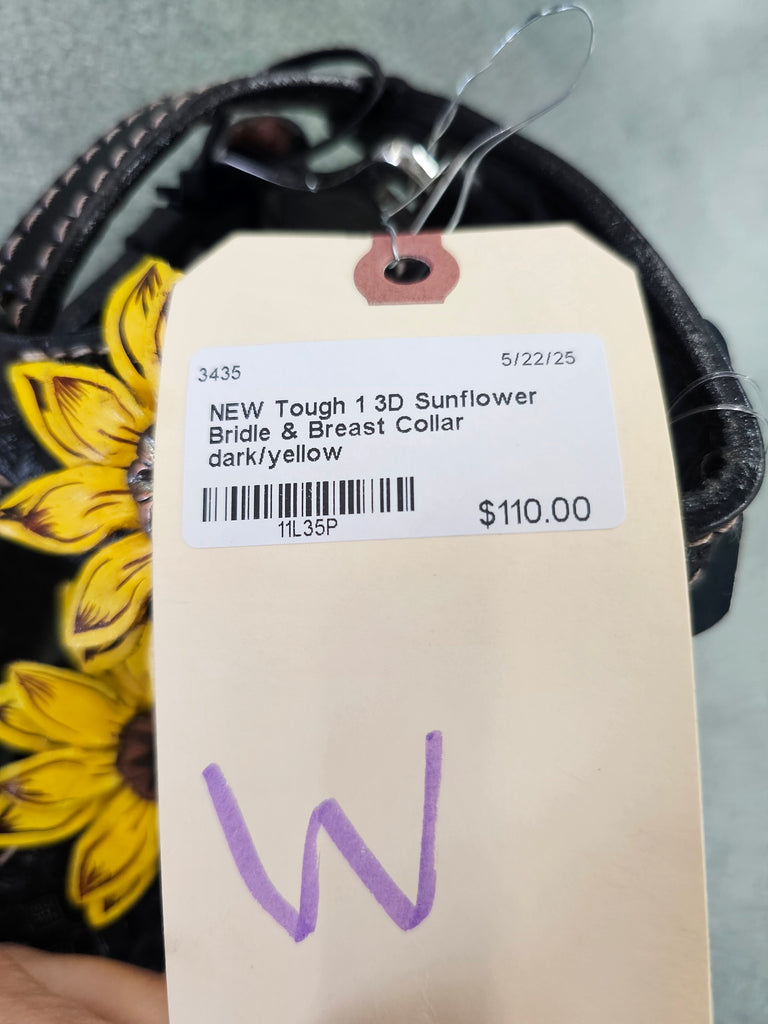 3435
5/22/25
NEW Tough 1 3D Sunflower
Bridle & Breast Collar
dark/yellow
11L35P
$110.00
W